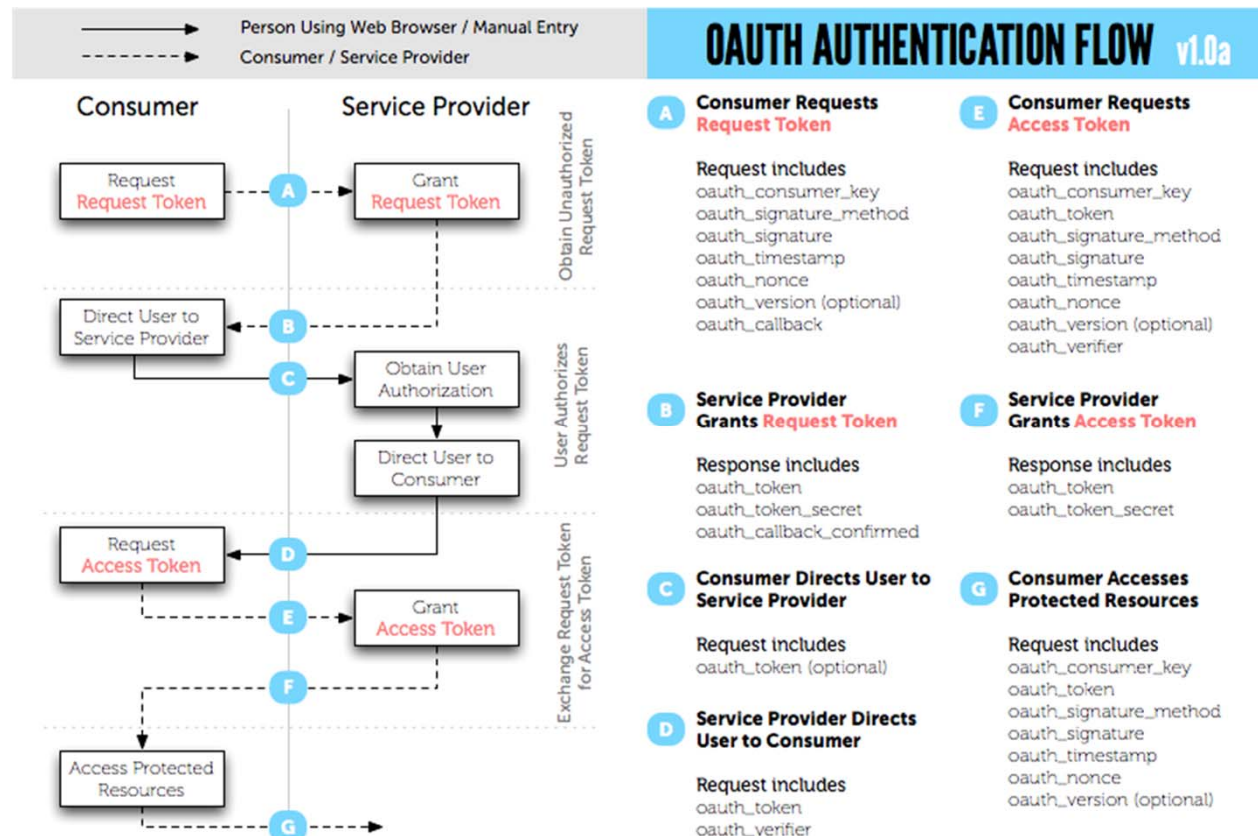 Person Using Web Browser / Manual Entry
Consumer / Service Provider
OAUTH AUTHENTICATION FLOW v1.0a
Consumer
Service Provider
Request
Request Token
A
Grant
Request Token
Obtain Unauthorized
Request Token
Direct User to
Service Provider
B
C
Obtain User
Authorization
Direct User to
Consumer
User Authorizes
Request Token
Request
Access Token
D
E
Grant
Access Token
F
Exchange Request Token
for Access Token
Access Protected
Resources
G
A
Consumer Requests
Request Token
Request includes
oauth_consumer_key
oauth_signature_method
oauth_signature
oauth_timestamp
oauth_nonce
oauth_version (optional)
oauth_callback
B
Service Provider
Grants Request Token
Response includes
oauth_token
oauth_token_secret
oauth_callback_confirmed
C
Consumer Directs User to
Service Provider
Request includes
oauth_token (optional)
D
Service Provider Directs
User to Consumer
Request includes
oauth_token
oauth_verifier
E
Consumer Requests
Access Token
Request includes
oauth_consumer_key
oauth_token
oauth_signature_method
oauth_signature
oauth_timestamp
oauth_nonce
oauth_version (optional)
oauth_verifier
F
Service Provider
Grants Access Token
Response includes
oauth_token
oauth_token_secret
G
Consumer Accesses
Protected Resources
Request includes
oauth_consumer_key
oauth_token
oauth_signature_method
oauth_signature
oauth_timestamp
oauth_nonce
oauth_version (optional)